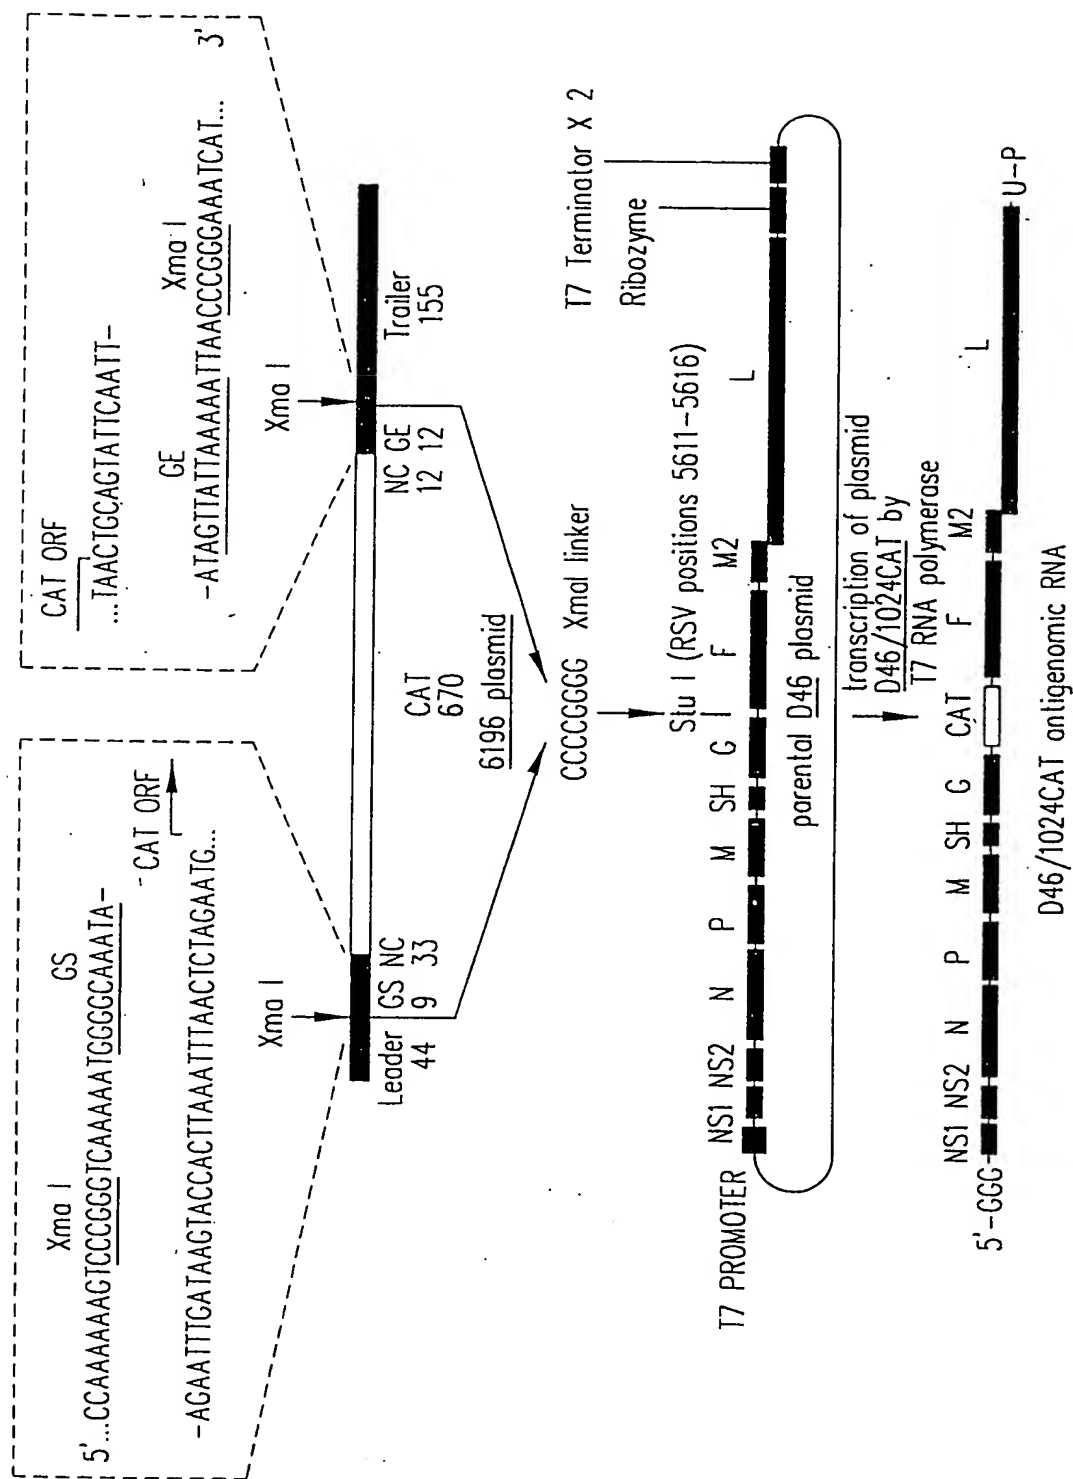 Xma I
GS
5'...CCAAAAAGTCCCGGGTCAAAAATGGGGCAAATA-
-CAT ORF
-AGAATTTGATAAGTACCACTTAAATTTAACTCTAGAATG...
CAT ORF
...TAACTGCAGTATTCAATT-
GE
Xma I
-ATAGTTATTAAAAATTAACCCGGGAAATCAT...
3'
Xma I
Xma I
Leader
44
GS NC
9 33
CAT
670
6196 plasmid
NC GE
12 12
Trailer
155
CCCCGGGG XmaI linker
Stu I (RSV positions 5611-5616)
T7 Terminator X 2
Ribozyme
T7 PROMOTER
NS1 NS2 N P M SH G F M2 L
parental D46 plasmid
transcription of plasmid
D46/1024CAT by
T7 RNA polymerase
NS1 NS2 N P M SH G CAT F M2 L
5'-GGG
U-P
D46/1024CAT antigenomic RNA